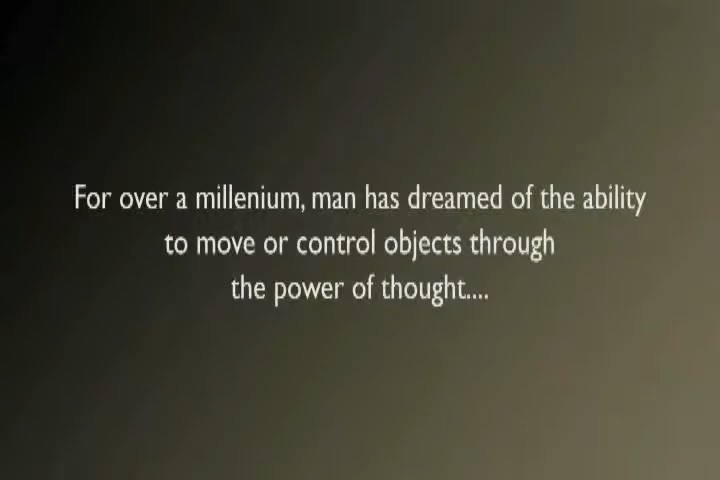 For over a millenium, man has dreamed of the ability
to move or control objects through
the power of thought....